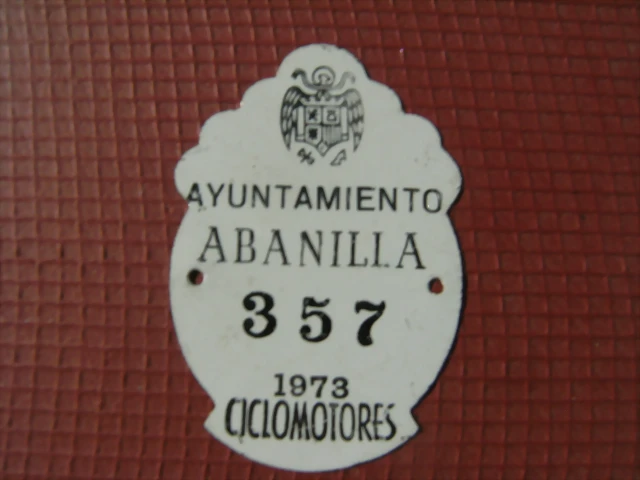 AYUNTAMIENTO
ABANILLA
357
1973
CICLOMOTORES